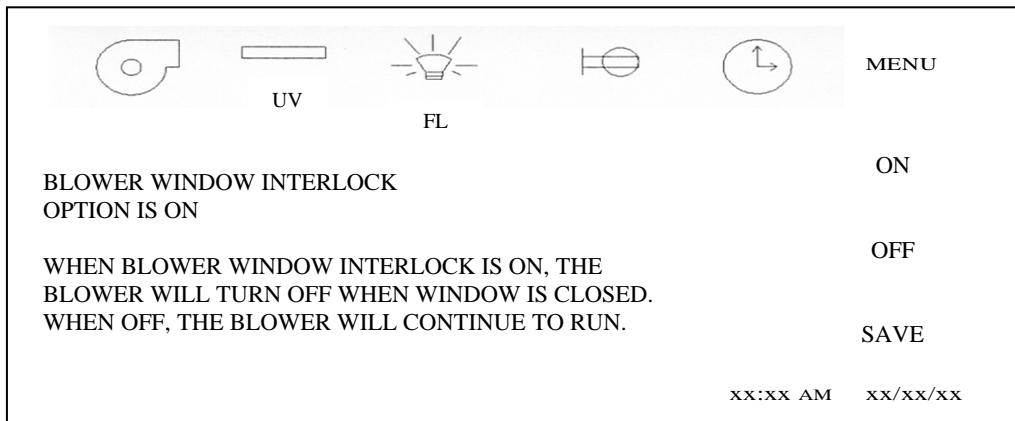 MENU
UV
FL
ON
BLOWER WINDOW INTERLOCK
OPTION IS ON
OFF
WHEN BLOWER WINDOW INTERLOCK IS ON, THE
BLOWER WILL TURN OFF WHEN WINDOW IS CLOSED.
WHEN OFF, THE BLOWER WILL CONTINUE TO RUN.
SAVE
xx:xx AM xx/xx/xx